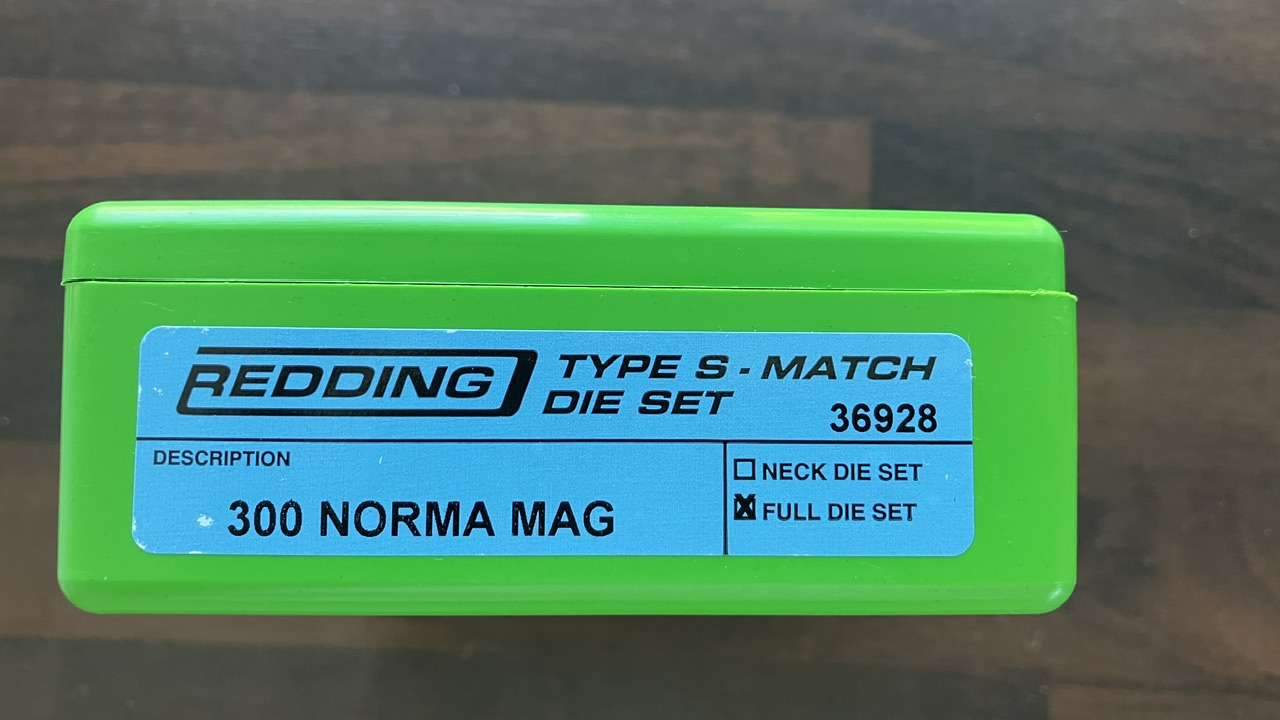 REDDING
TYPE S - MATCH
DIE SET
36928
DESCRIPTION
300 NORMA MAG
NECK DIE SET
FULL DIE SET